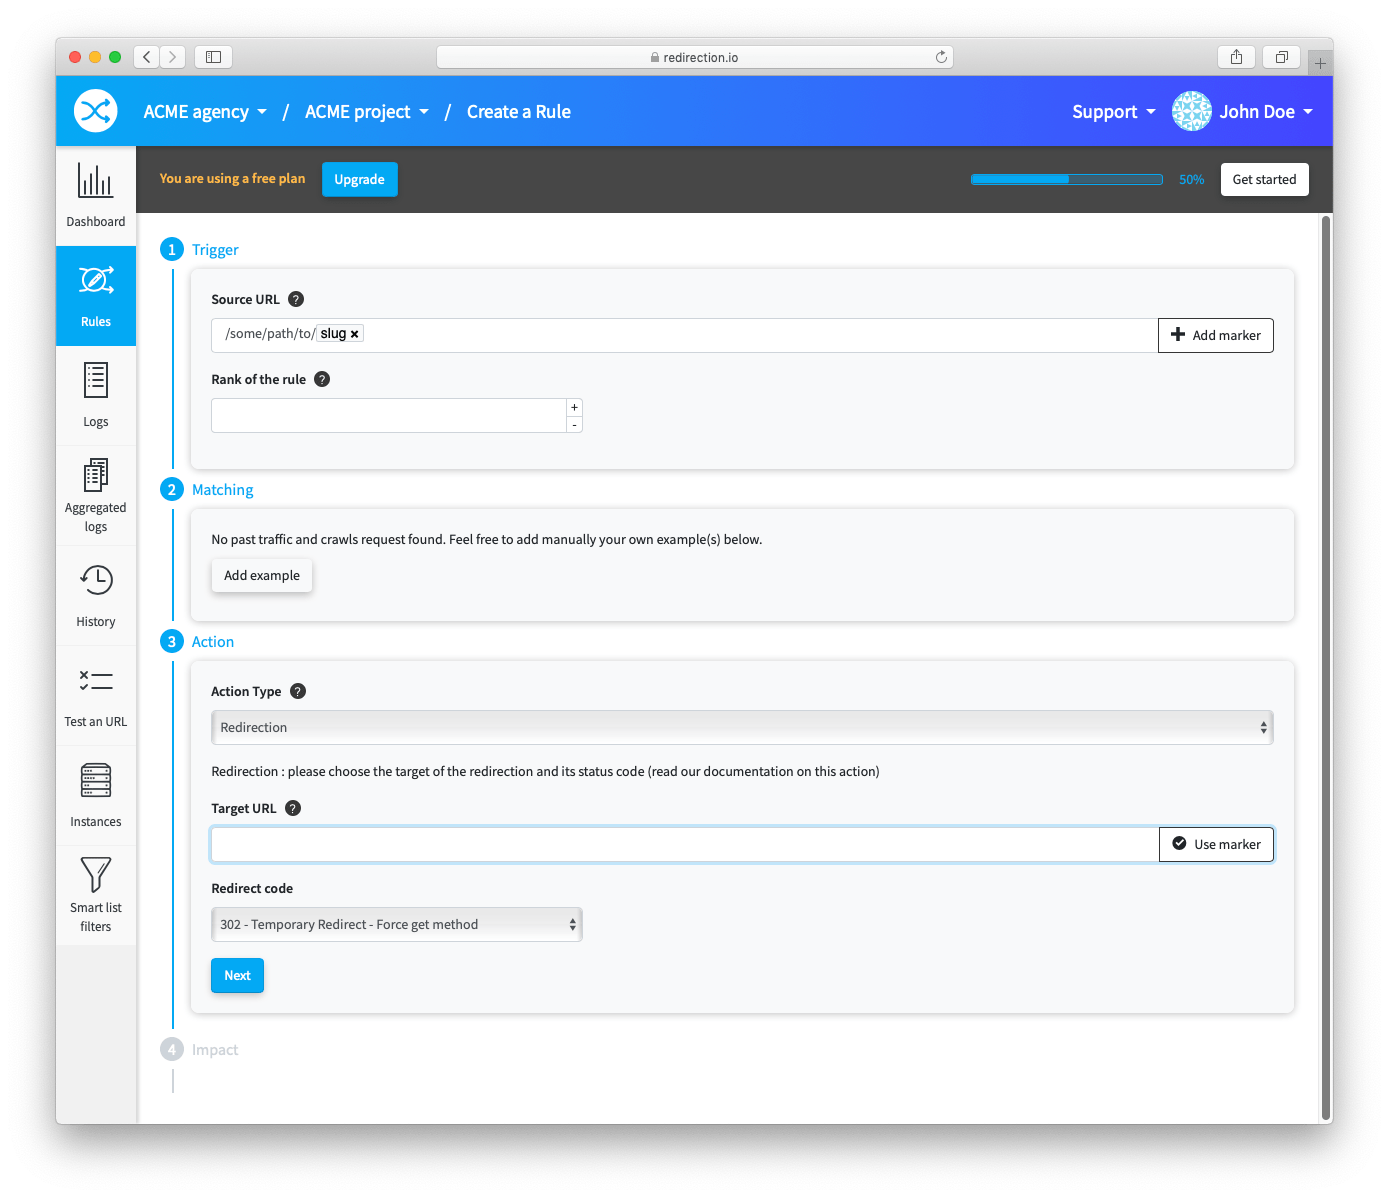 redirection.io
ACME agency / ACME project / Create a Rule Support John Doe
You are using a free plan Upgrade 50% Get started
Dashboard
Rules
Logs
Aggregated
logs
History
Test an URL
Instances
Smart list
filters
1 Trigger
Source URL ?
/some/path/to/ slug × + Add marker
Rank of the rule ?
+
-
2 Matching
No past traffic and crawls request found. Feel free to add manually your own example(s) below.
Add example
3 Action
Action Type ?
Redirection
Redirection : please choose the target of the redirection and its status code (read our documentation on this action)
Target URL ?
Use marker
Redirect code
302 - Temporary Redirect - Force get method
Next
4 Impact